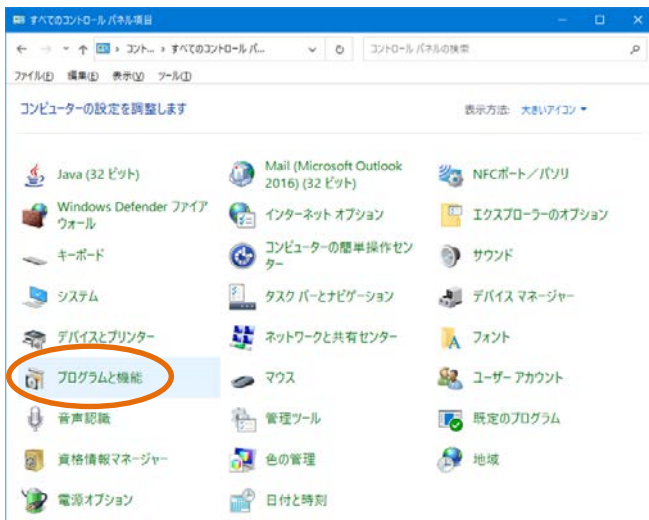 すべてのコントロール パネル項目
コント... › すべてのコントロール パ...
コントロール パネルの検索
ファイル(F) 編集(E) 表示(V) ツール(T)
コンピューターの設定を調整します
表示方法: 大きいアイコン
Java (32 ビット)
Mail (Microsoft Outlook
2016) (32 ビット)
NFCポート／パソリ
Windows Defender ファイア
ウォール
インターネット オプション
エクスプローラーのオプション
キーボード
コンピューターの簡単操作セン
ター
サウンド
システム
タスク バーとナビゲーション
デバイス マネージャー
デバイスとプリンター
ネットワークと共有センター
フォント
プログラムと機能
マウス
ユーザー アカウント
音声認識
管理ツール
既定のプログラム
資格情報マネージャー
色の管理
地域
電源オプション
日付と時刻